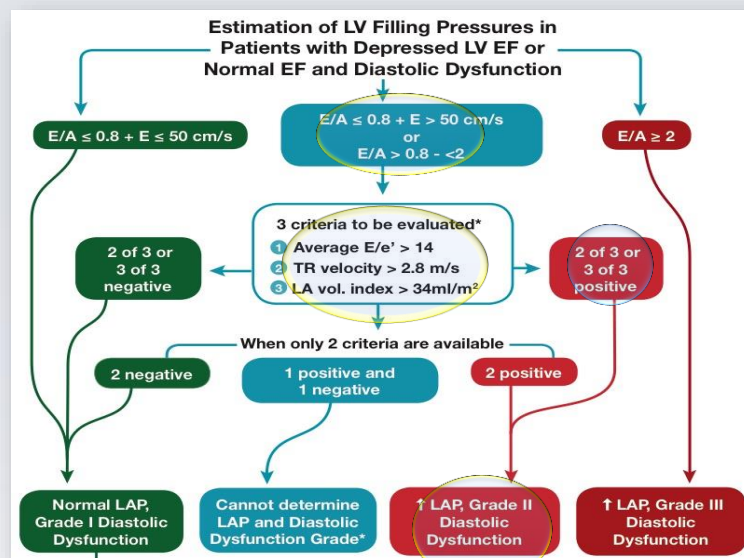 Estimation of LV Filling Pressures in
Patients with Depressed LV EF or
Normal EF and Diastolic Dysfunction
E/A ≤ 0.8 + E ≤ 50 cm/s
E/A ≤ 0.8 + E > 50 cm/s
or
E/A > 0.8 - <2
E/A ≥ 2
3 criteria to be evaluated*
1 Average E/e' > 14
2 TR velocity > 2.8 m/s
3 LA vol. index > 34ml/m²
2 of 3 or
3 of 3
negative
2 of 3 or
3 of 3
positive
When only 2 criteria are available
2 negative
1 positive and
1 negative
2 positive
Normal LAP,
Grade I Diastolic
Dysfunction
Cannot determine
LAP and Diastolic
Dysfunction Grade*
↑ LAP, Grade II
Diastolic
Dysfunction
↑ LAP, Grade III
Diastolic
Dysfunction